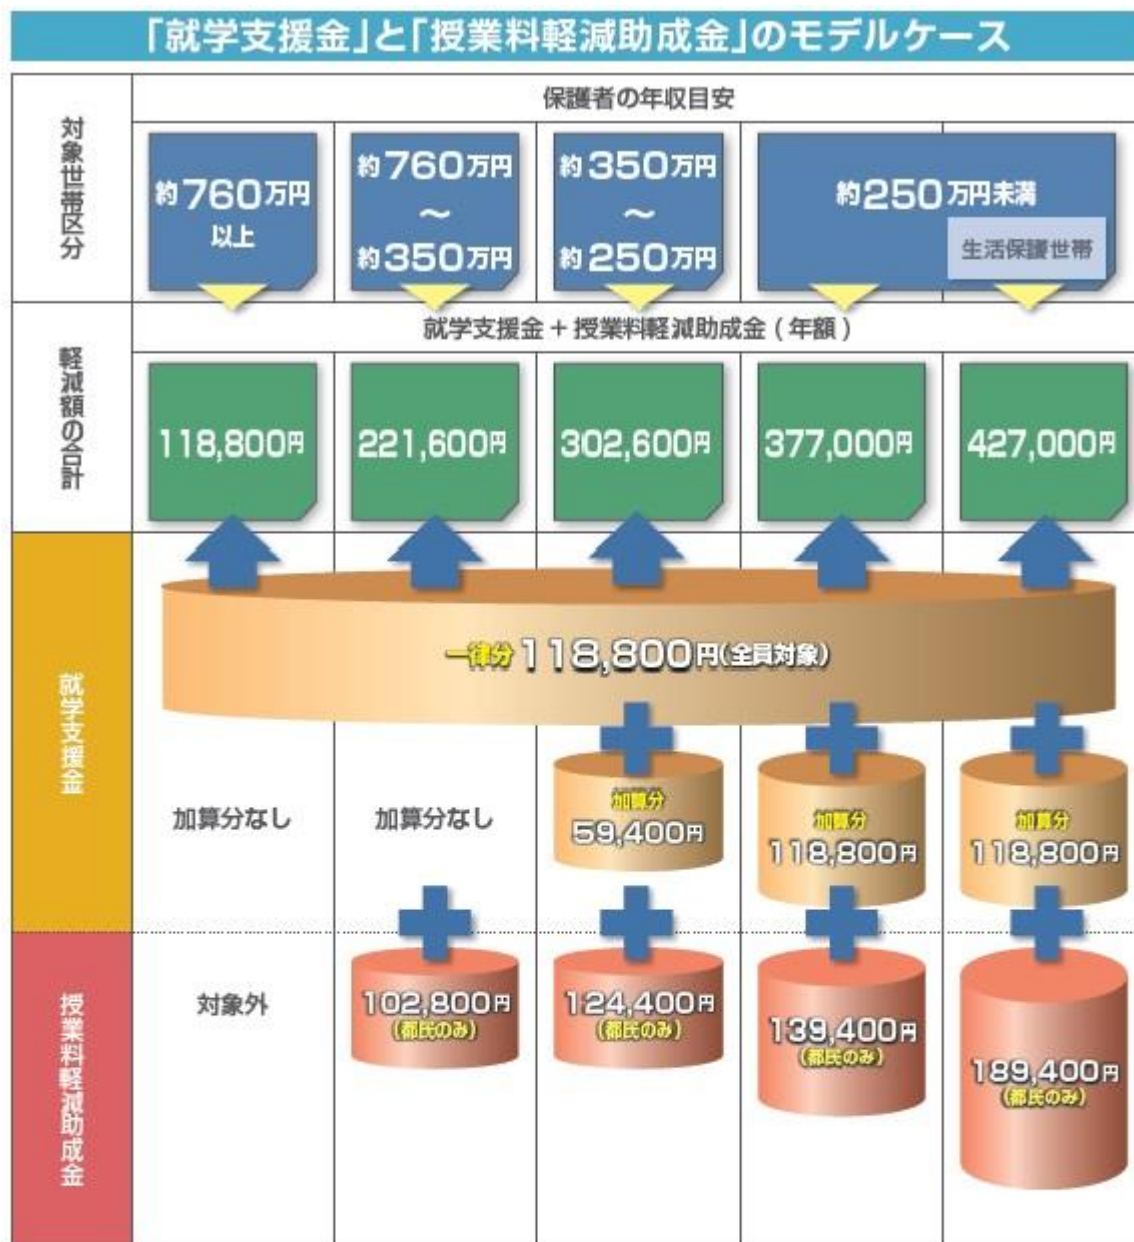 「就学支援金」と「授業料軽減助成金」のモデルケース
対象世帯区分
保護者の年収目安
約760万円
以上
約760万円
～
約350万円
約350万円
～
約250万円
約250万円未満
生活保護世帯
軽減額の合計
就学支援金 + 授業料軽減助成金 ( 年額 )
118,800円
221,600円
302,600円
377,000円
427,000円
就学支援金
一律分 118,800円(全員対象)
加算分なし
加算分なし
加算分
59,400円
加算分
118,800円
加算分
118,800円
授業料軽減助成金
対象外
102,800円
(都民のみ)
124,400円
(都民のみ)
139,400円
(都民のみ)
189,400円
(都民のみ)